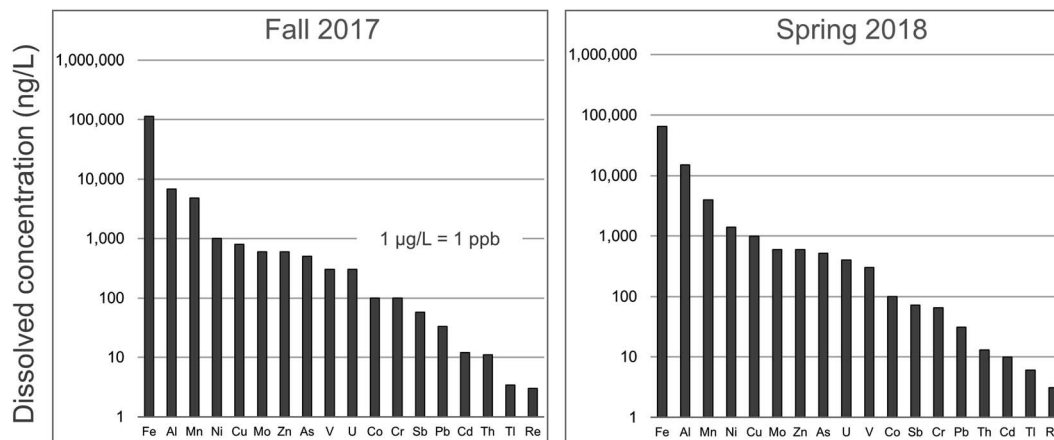 Dissolved concentration (ng/L)
Fall 2017
1,000,000
100,000
10,000
1,000
100
10
1
1 µg/L = 1 ppb
Fe Al Mn Ni Cu Mo Zn As V U Co Cr Sb Pb Cd Th Tl Re
Spring 2018
1,000,000
100,000
10,000
1,000
100
10
1
Fe Al Mn Ni Cu Mo Zn As U V Co Sb Cr Pb Th Cd Tl R